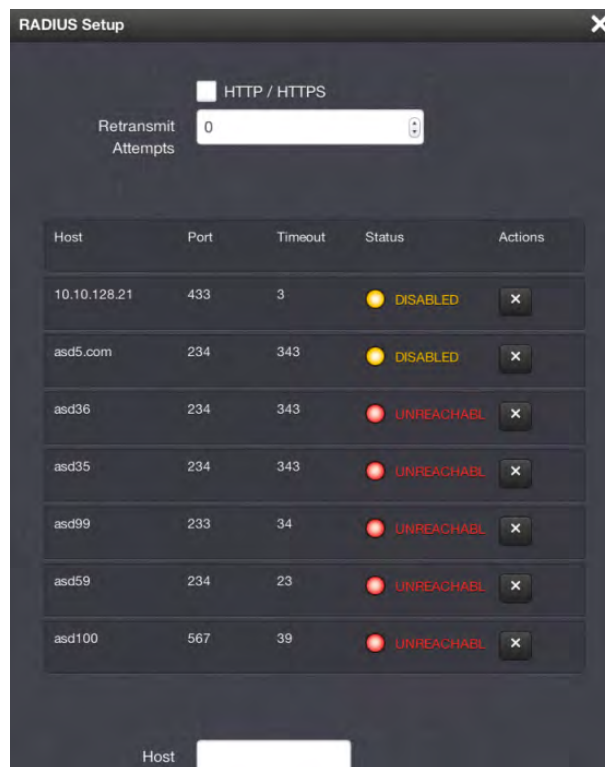 RADIUS Setup
HTTP / HTTPS
Retransmit Attempts
0
Host Port Timeout Status Actions
10.10.128.21 433 3 DISABLED
asd5.com 234 343 DISABLED
asd36 234 343 UNREACHABL
asd35 234 343 UNREACHABL
asd99 233 34 UNREACHABL
asd59 234 23 UNREACHABL
asd100 567 39 UNREACHABL
Host